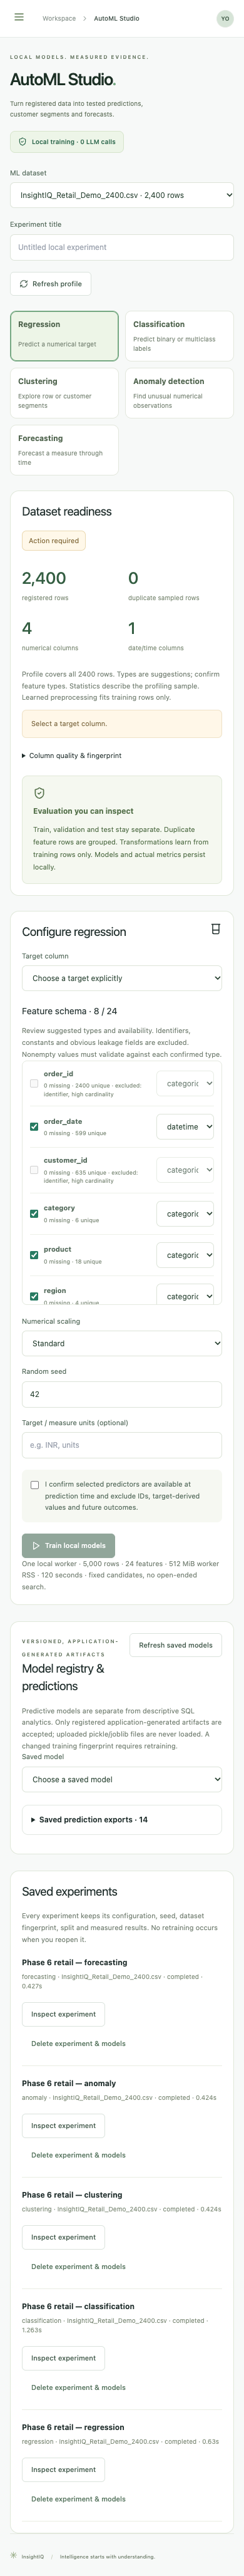 Workspace > AutoML Studio
YO
LOCAL MODELS. MEASURED EVIDENCE.
AutoML Studio.
Turn registered data into tested predictions,
customer segments and forecasts.
Local training · 0 LLM calls
ML dataset
InsightIQ_Retail_Demo_2400.csv · 2,400 rows
Experiment title
Untitled local experiment
Refresh profile
Regression
Predict a numerical target
Classification
Predict binary or multiclass
labels
Clustering
Explore row or customer
segments
Anomaly detection
Find unusual numerical
observations
Forecasting
Forecast a measure through
time
Dataset readiness
Action required
2,400
registered rows
0
duplicate sampled rows
4
numerical columns
1
date/time columns
Profile covers all 2400 rows. Types are suggestions; confirm
feature types. Statistics describe the profiling sample.
Learned preprocessing fits training rows only.
Select a target column.
Column quality & fingerprint
Evaluation you can inspect
Train, validation and test stay separate. Duplicate
feature rows are grouped. Transformations learn from
training rows only. Models and actual metrics persist
locally.
Configure regression
Target column
Choose a target explicitly
Feature schema · 8 / 24
Review suggested types and availability. Identifiers,
constants and obvious leakage fields are excluded.
Nonempty values must validate against each confirmed type.
order_id
0 missing · 2400 unique · excluded:
identifier, high cardinality
categoric
order_date
0 missing · 599 unique
datetime
customer_id
0 missing · 635 unique · excluded:
identifier, high cardinality
categoric
category
0 missing · 6 unique
categoric
product
0 missing · 18 unique
categoric
region
0 missing · 4 unique
categoric
Numerical scaling
Standard
Random seed
42
Target / measure units (optional)
e.g. INR, units
I confirm selected predictors are available at
prediction time and exclude IDs, target-derived
values and future outcomes.
Train local models
One local worker · 5,000 rows · 24 features · 512 MiB worker
RSS · 120 seconds · fixed candidates, no open-ended
search.
VERSIONED, APPLICATION-
GENERATED ARTIFACTS
Model registry &
predictions
Refresh saved models
Predictive models are separate from descriptive SQL
analytics. Only registered application-generated artifacts are
accepted; uploaded pickle/joblib files are never loaded. A
changed training fingerprint requires retraining.
Saved model
Choose a saved model
Saved prediction exports · 14
Saved experiments
Every experiment keeps its configuration, seed, dataset
fingerprint, split and measured results. No retraining occurs
when you reopen it.
Phase 6 retail — forecasting
forecasting · InsightIQ_Retail_Demo_2400.csv · completed ·
0.427s
Inspect experiment
Delete experiment & models
Phase 6 retail — anomaly
anomaly · InsightIQ_Retail_Demo_2400.csv · completed · 0.424s
Inspect experiment
Delete experiment & models
Phase 6 retail — clustering
clustering · InsightIQ_Retail_Demo_2400.csv · completed · 0.424s
Inspect experiment
Delete experiment & models
Phase 6 retail — classification
classification · InsightIQ_Retail_Demo_2400.csv · completed ·
1.263s
Inspect experiment
Delete experiment & models
Phase 6 retail — regression
regression · InsightIQ_Retail_Demo_2400.csv · completed · 0.63s
Inspect experiment
Delete experiment & models
InsightIQ / Intelligence starts with understanding.